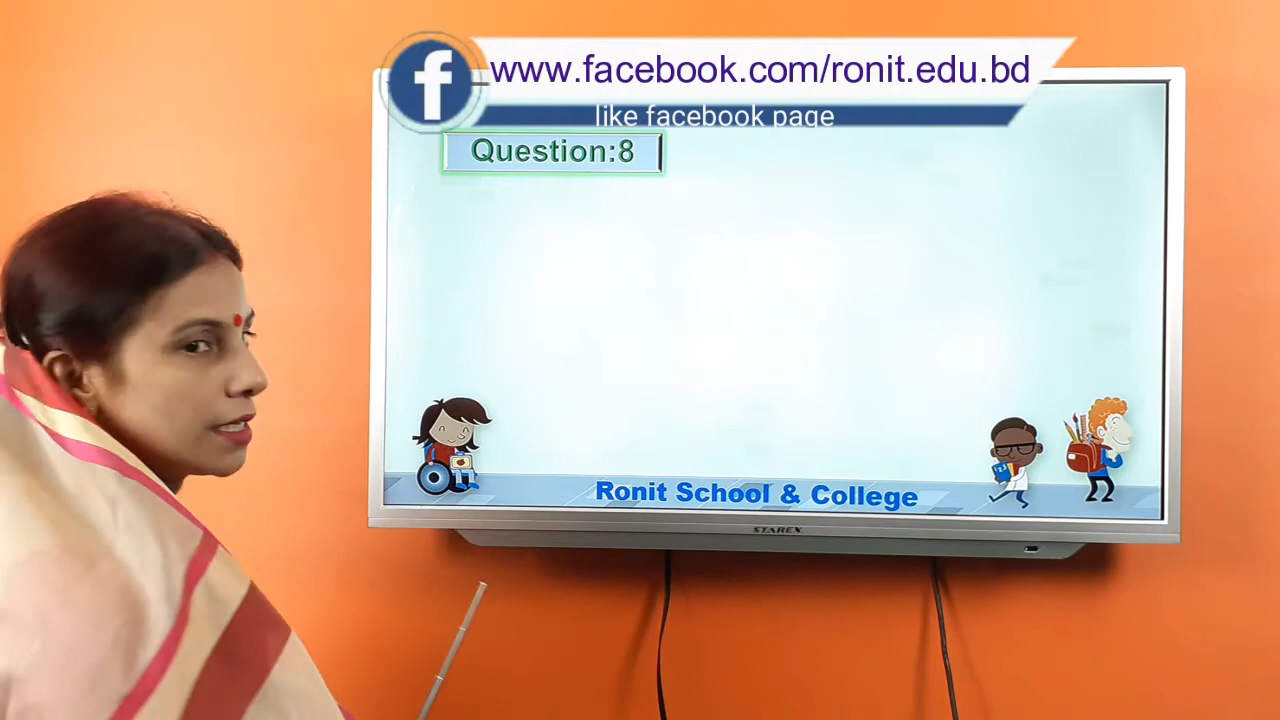 www.facebook.com/ronit.edu.bd
like facebook page
Question:8
Ronit School & College
STAREX